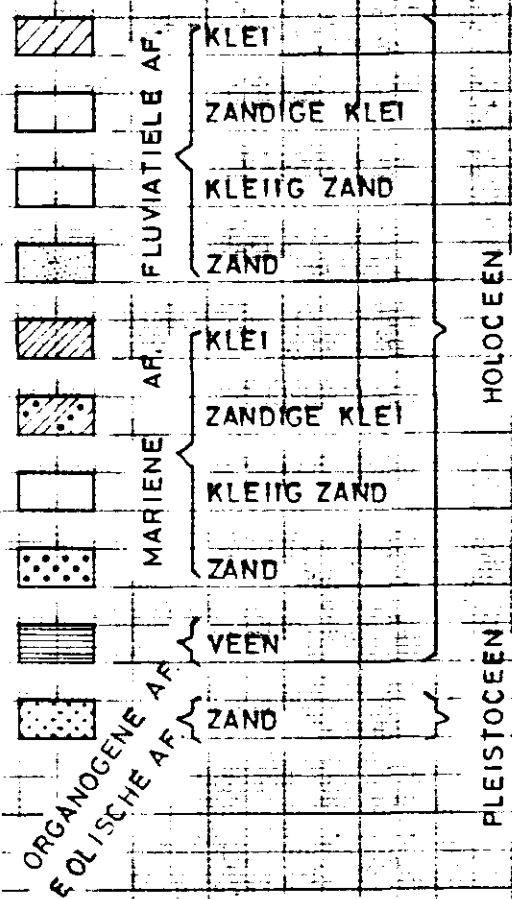 FLUVIATIELE AF.
KLEI
ZANDIGE KLEI
KLEIIG ZAND
ZAND
MARIENE AF.
KLEI
ZANDIGE KLEI
KLEIIG ZAND
ZAND
ORGANOGENE AF.
VEEN
HOLOCEEN
EOLISCHE AF.
ZAND
PLEISTOCEEN